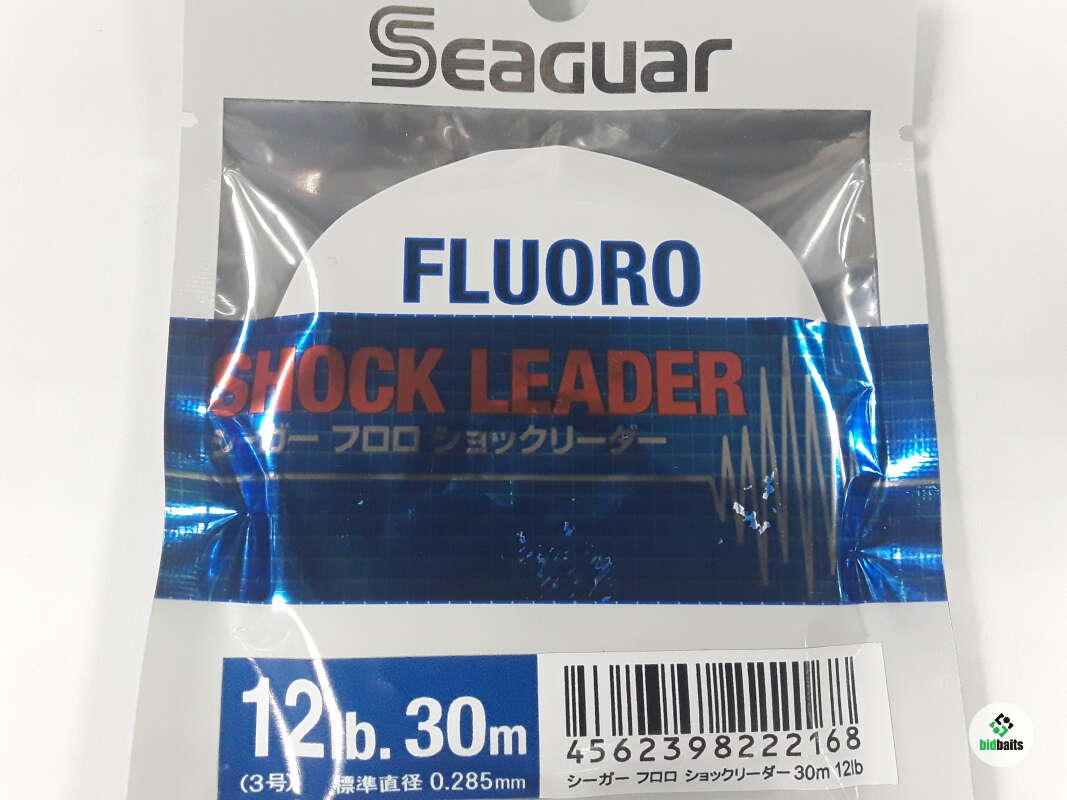 SEAGUAR
FLUORO
SHOCK LEADER
シーガー フロロ ショックリーダー
12lb. 30m
(3号) 標準直径 0.285mm
4562398222168
シーガー フロロ ショックリーダー 30m 12lb
bidbaits